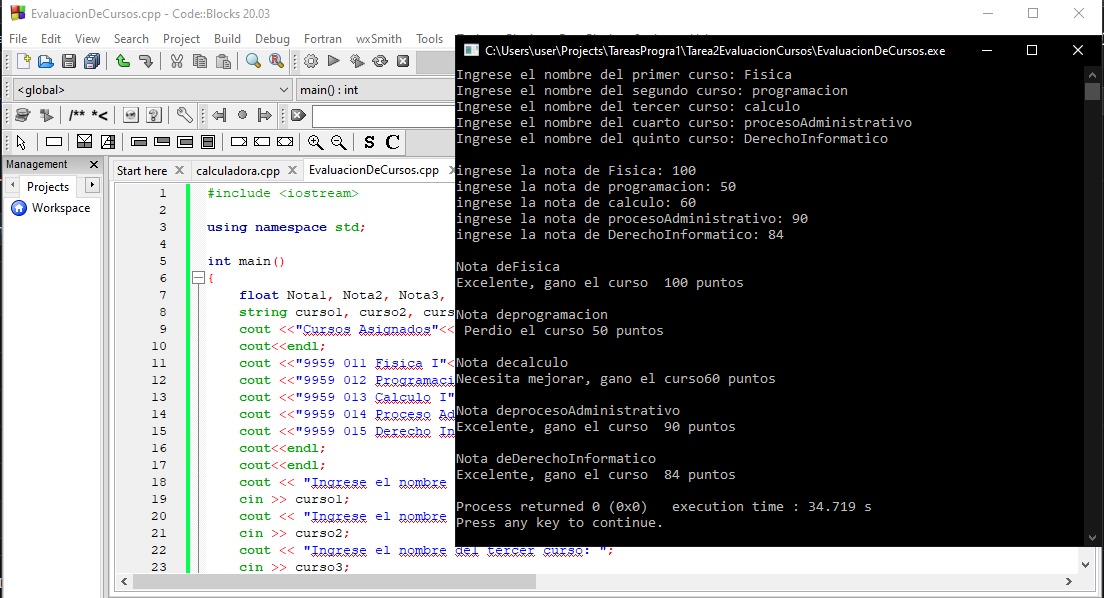 EvaluacionDeCursos.cpp - Code::Blocks 20.03
File Edit View Search Project Build Debug Fortran wxSmith Tools
<global>
main() : int
/** *<
S C
Management
Projects
Workspace
Start here
calculadora.cpp
EvaluacionDeCursos.cpp
1 #include <iostream>
2
3 using namespace std;
4
5 int main()
6 {
7 float Nota1, Nota2, Nota3,
8 string curso1, curso2, curs
9 cout <<"Cursos Asignados"<<
10 cout<<endl;
11 cout <<"9959 011 Fisica I"<
12 cout <<"9959 012 Programaci
13 cout <<"9959 013 Calculo I"
14 cout <<"9959 014 Proceso Ad
15 cout <<"9959 015 Derecho In
16 cout<<endl;
17 cout<<endl;
18 cout << "Ingrese el nombre
19 cin >> curso1;
20 cout << "Ingrese el nombre
21 cin >> curso2;
22 cout << "Ingrese el nombre del tercer curso: ";
23 cin >> curso3;
C:\Users\user\Projects\TareasProgra1\Tarea2EvaluacionCursos\EvaluacionDeCursos.exe
Ingrese el nombre del primer curso: Fisica
Ingrese el nombre del segundo curso: programacion
Ingrese el nombre del tercer curso: calculo
Ingrese el nombre del cuarto curso: procesoAdministrativo
Ingrese el nombre del quinto curso: DerechoInformatico
ingrese la nota de Fisica: 100
ingrese la nota de programacion: 50
ingrese la nota de calculo: 60
ingrese la nota de procesoAdministrativo: 90
ingrese la nota de DerechoInformatico: 84
Nota deFisica
Excelente, gano el curso  100 puntos
Nota deprogramacion
Perdio el curso 50 puntos
Nota decalculo
Necesita mejorar, gano el curso60 puntos
Nota deprocesoAdministrativo
Excelente, gano el curso  90 puntos
Nota deDerechoInformatico
Excelente, gano el curso  84 puntos
Process returned 0 (0x0)   execution time : 34.719 s
Press any key to continue.